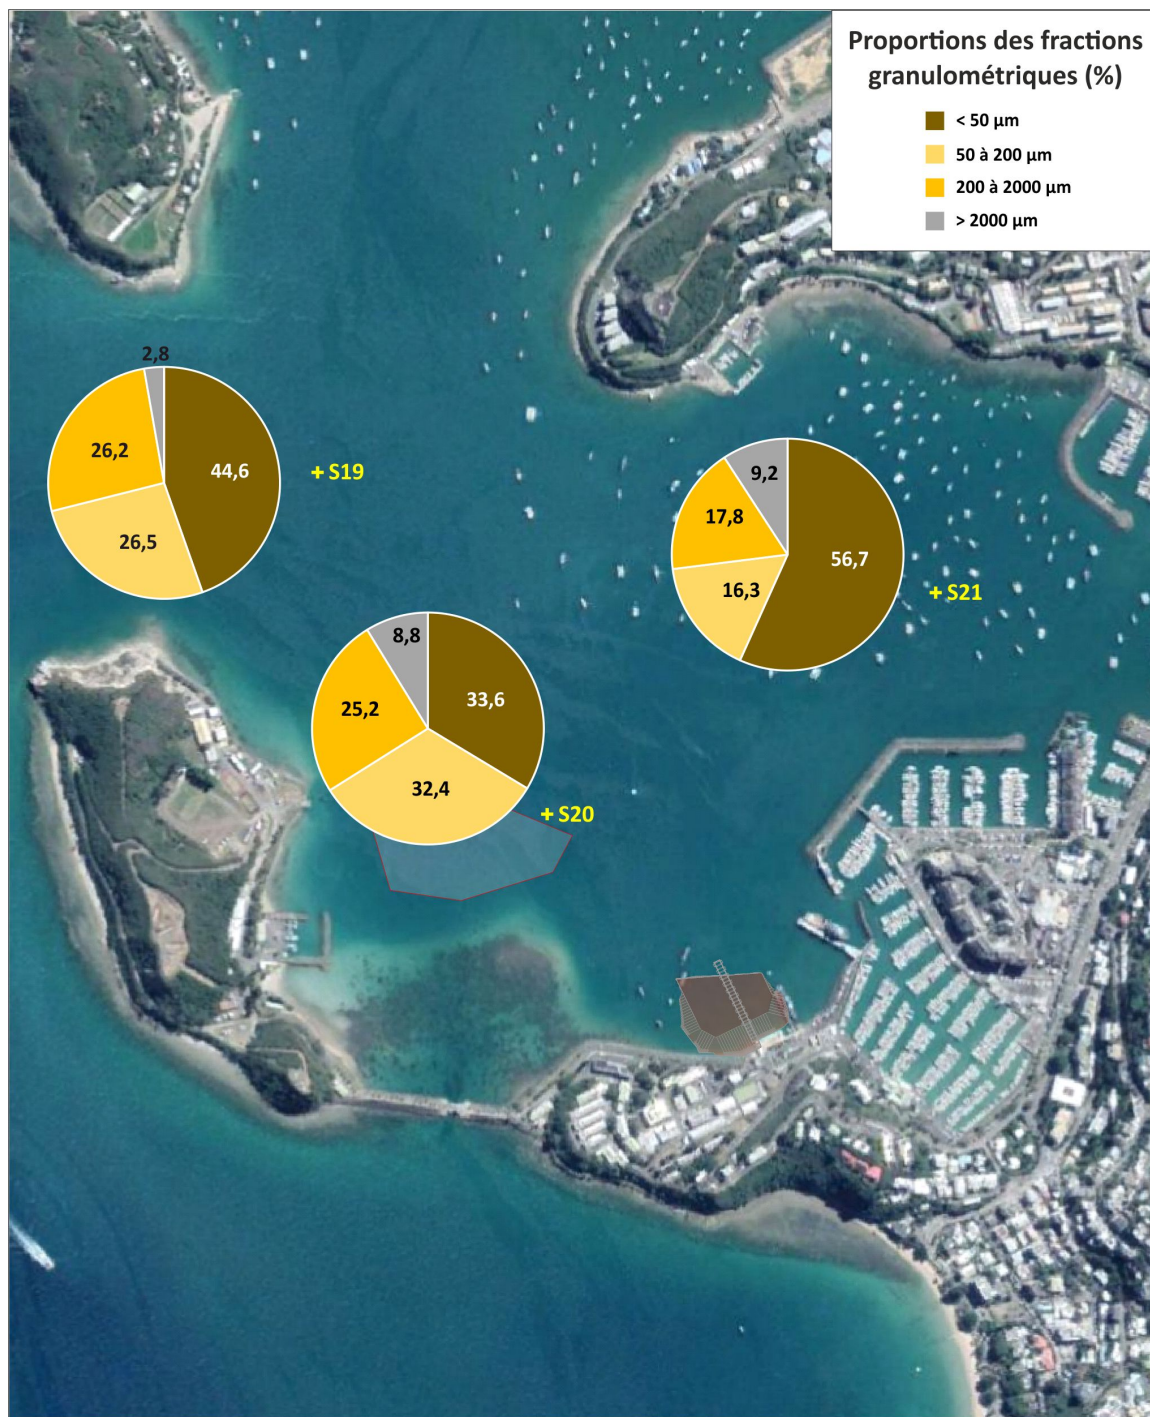 Proportions des fractions
granulométriques (%)
< 50 µm
50 à 200 µm
200 à 2000 µm
> 2000 µm
2,8
26,2
44,6
26,5
+ S19
9,2
17,8
56,7
16,3
+ S21
8,8
33,6
25,2
32,4
+ S20